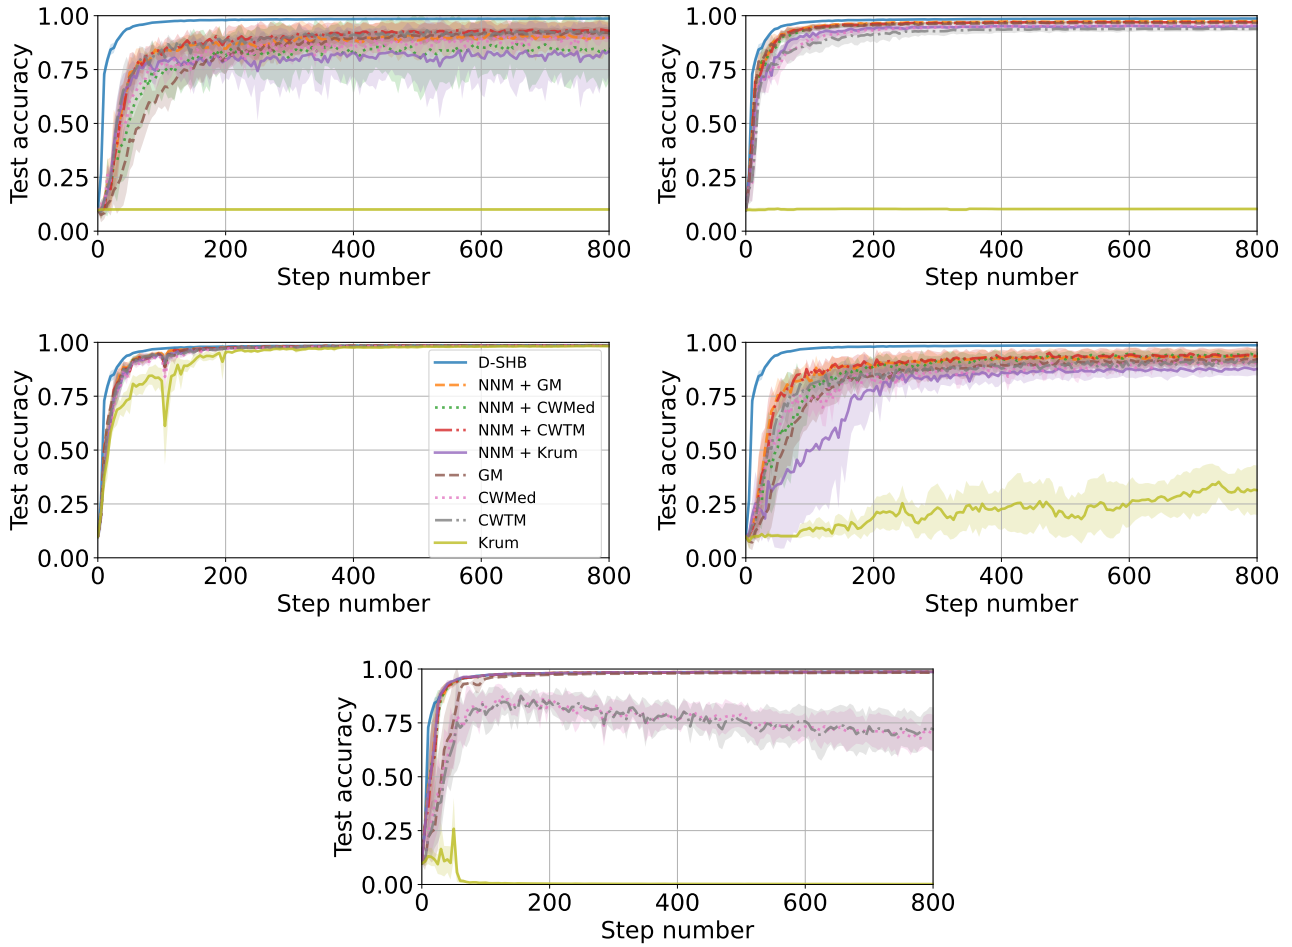 1.00
0.75
0.50
0.25
0.00
Test accuracy
0 200 400 600 800
Step number
1.00
0.75
0.50
0.25
0.00
Test accuracy
0 200 400 600 800
Step number
1.00
0.75
0.50
0.25
0.00
Test accuracy
D-SHB
NNM + GM
NNM + CWMed
NNM + CWTM
NNM + Krum
GM
CWMed
CWTM
Krum
0 200 400 600 800
Step number
1.00
0.75
0.50
0.25
0.00
Test accuracy
0 200 400 600 800
Step number
1.00
0.75
0.50
0.25
0.00
Test accuracy
0 200 400 600 800
Step number